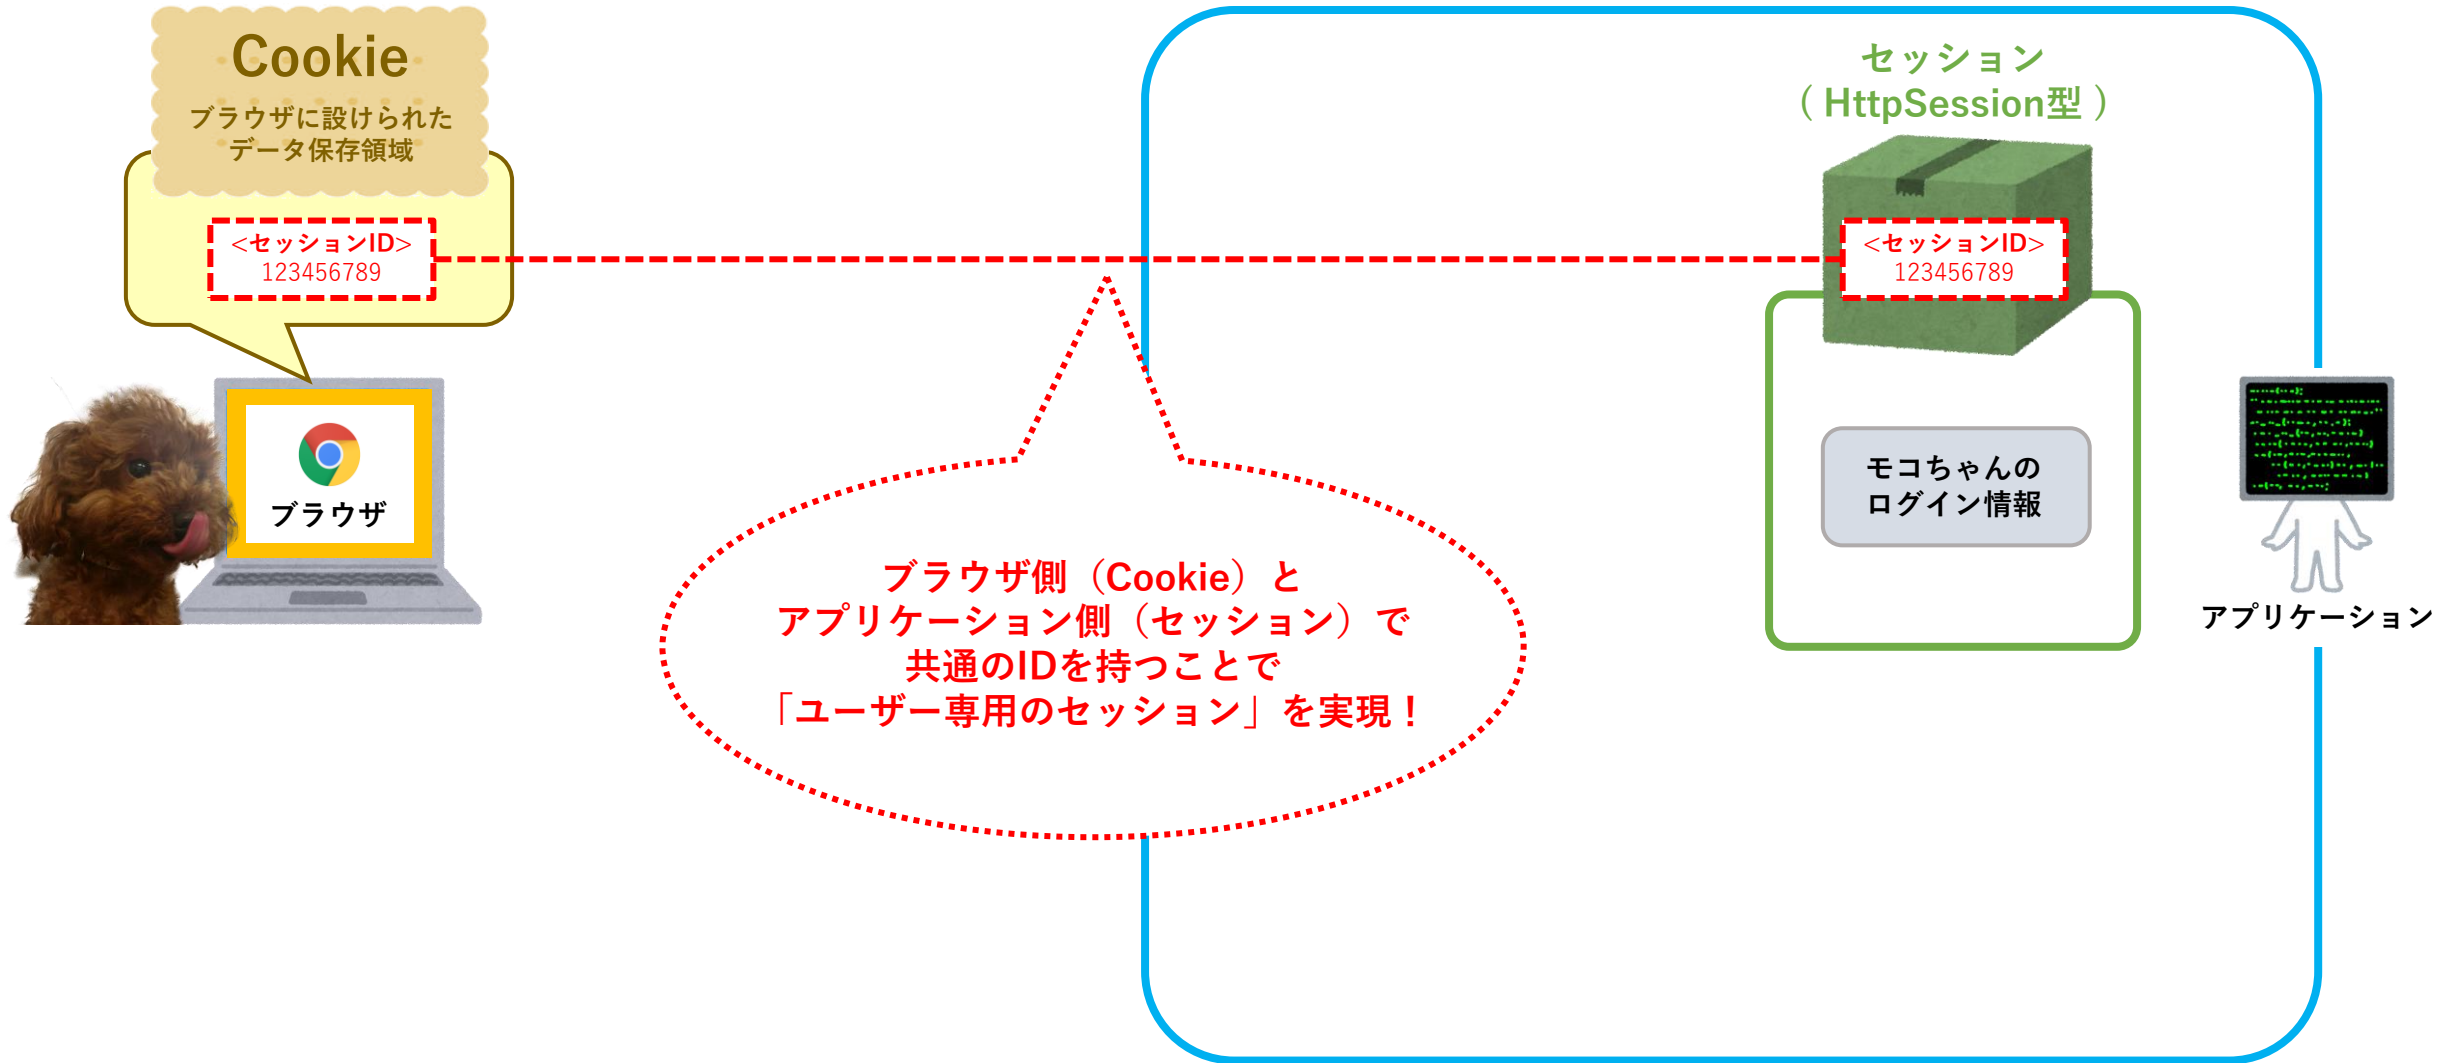 Cookie
ブラウザに設けられた
データ保存領域
<セッションID>
123456789
ブラウザ
セッション
( HttpSession型 )
<セッションID>
123456789
モコちゃんの
ログイン情報
アプリケーション
ブラウザ側（Cookie）と
アプリケーション側（セッション）で
共通のIDを持つことで
「ユーザー専用のセッション」を実現！